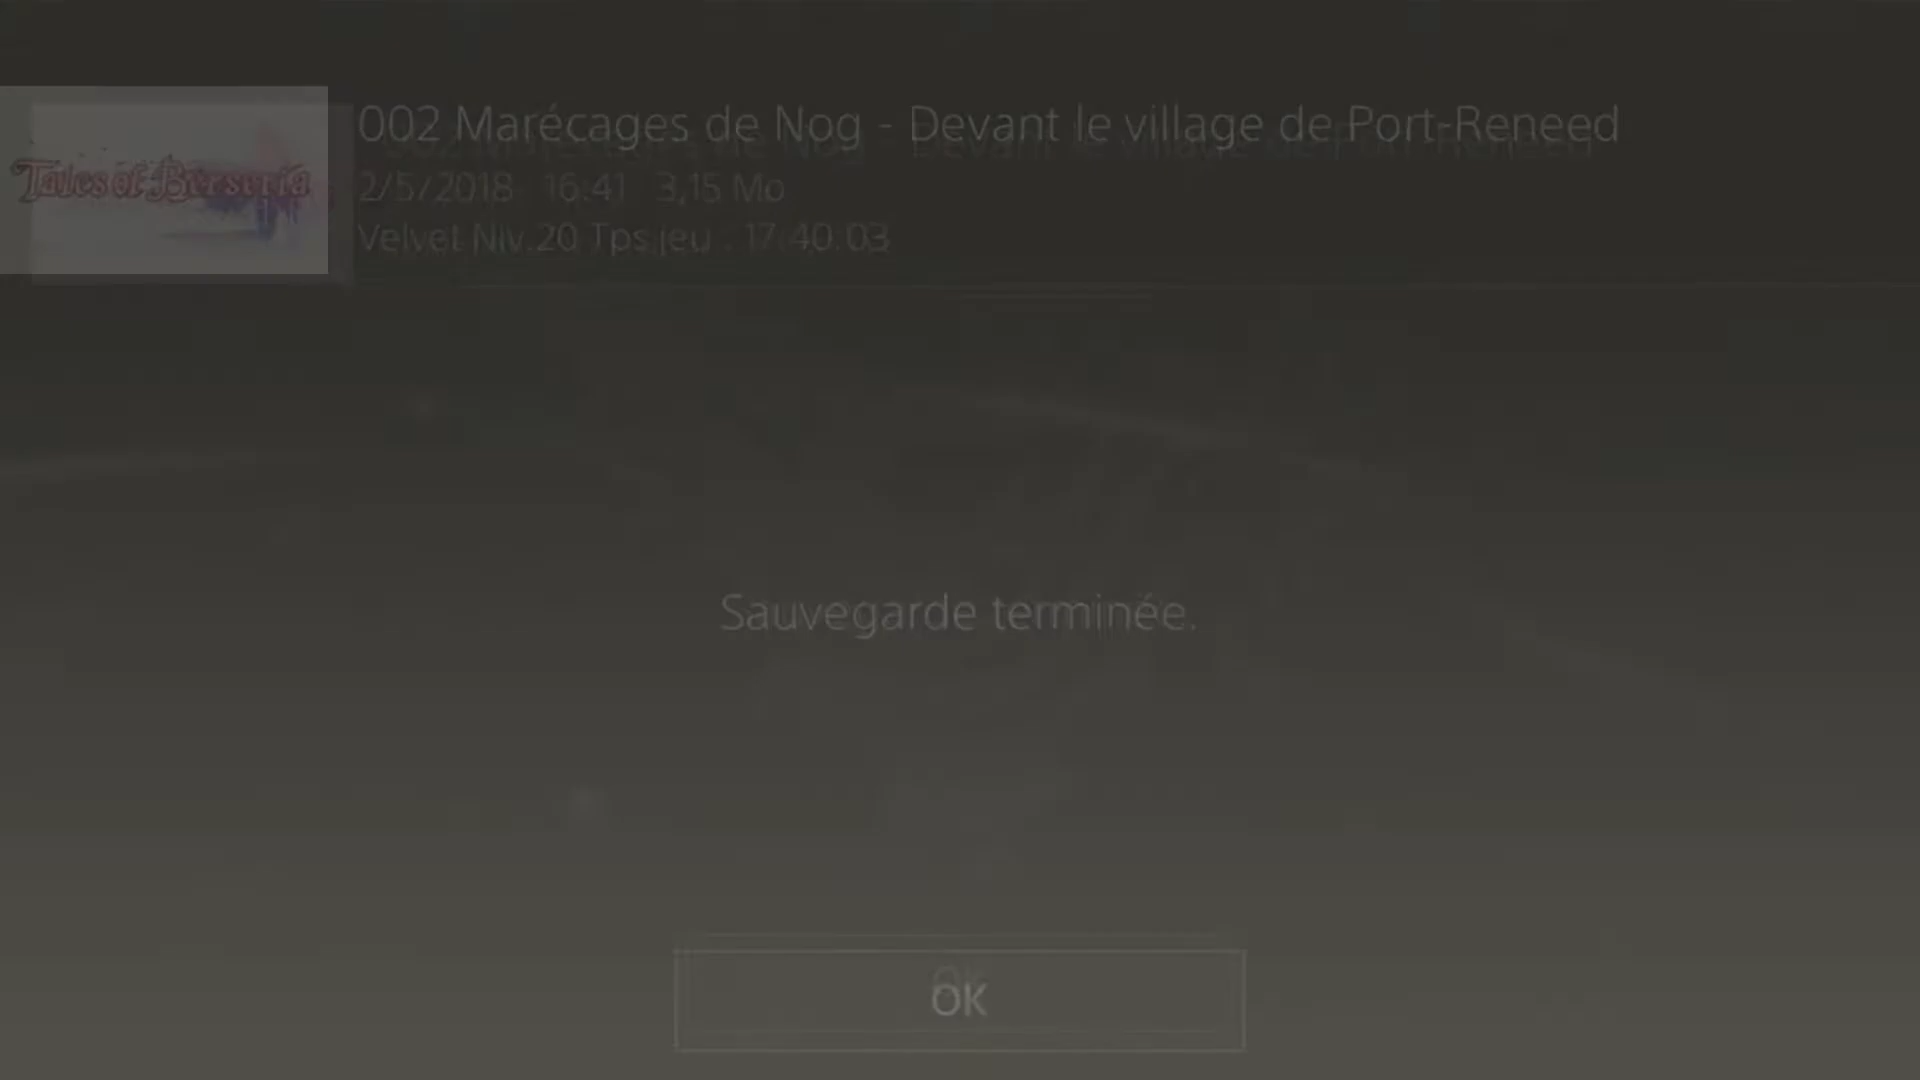 Tales of Berseria
002 Marécages de Nog - Devant le village de Port-Reneed
2/5/2018 16:41 3,15 Mo
Velvet Niv.20 Tps jeu : 17:40:03
Sauvegarde terminée.
OK